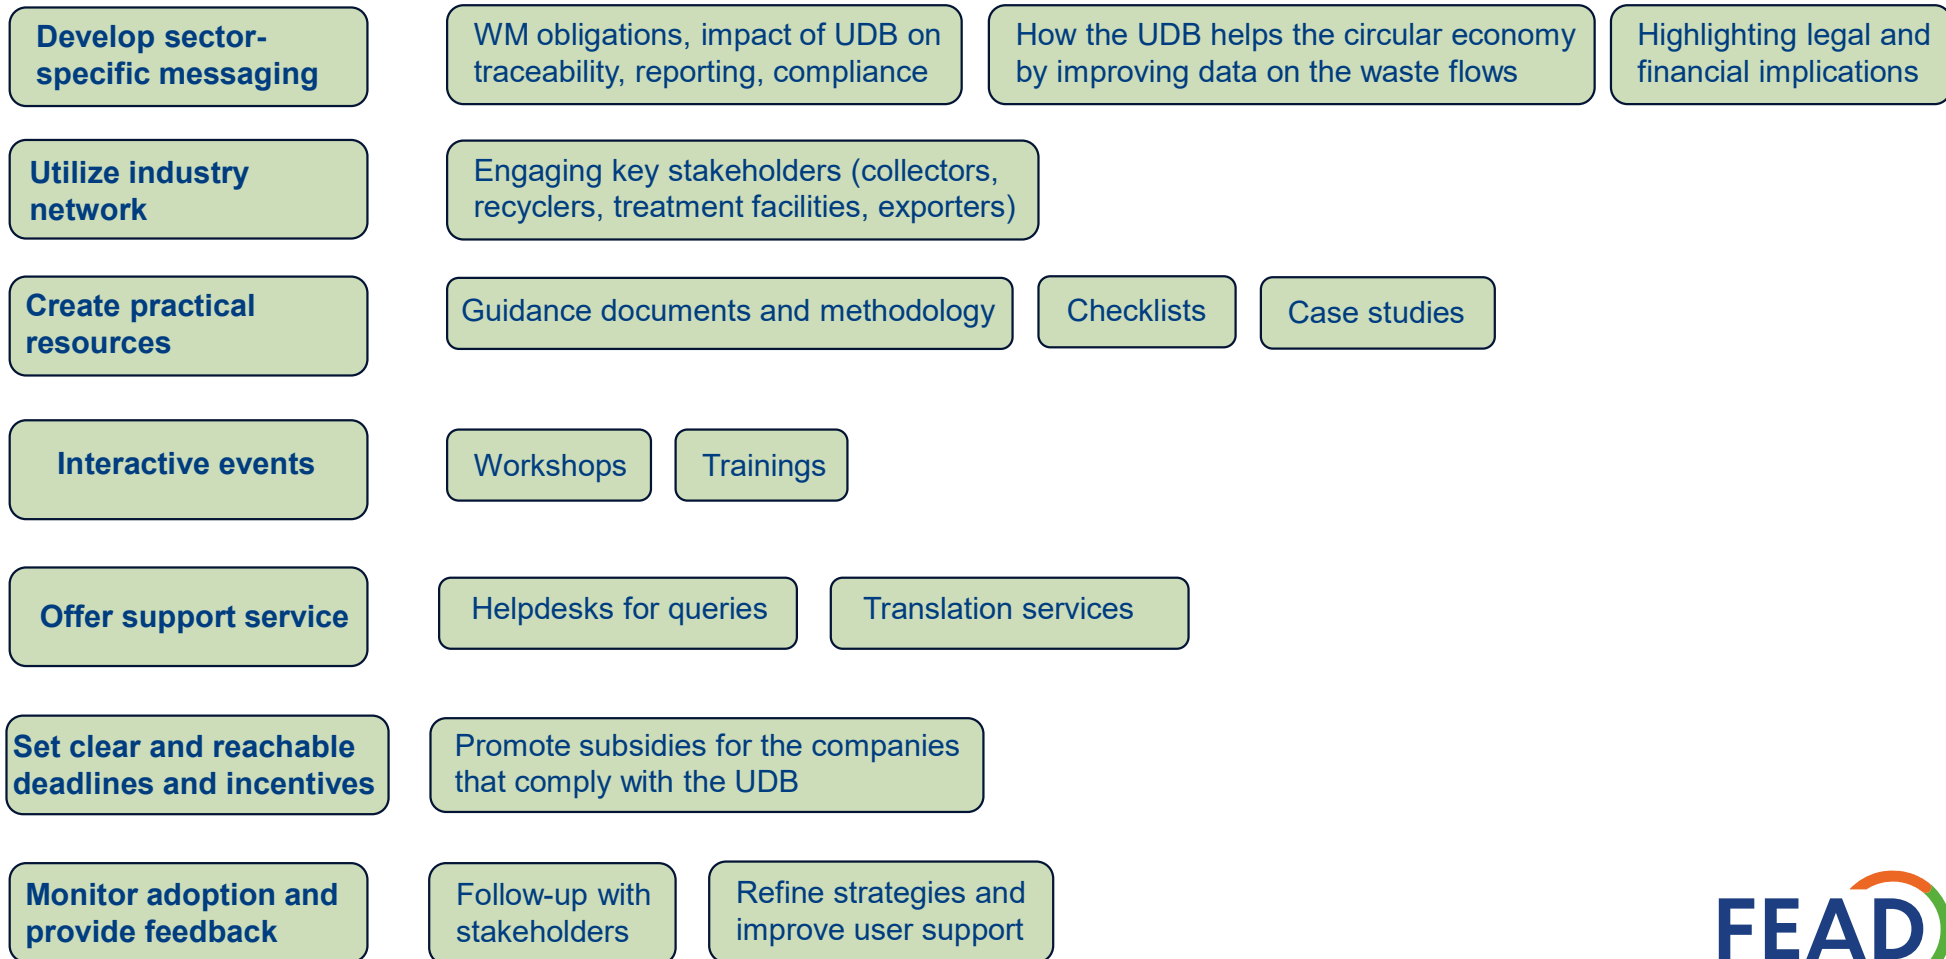 Develop sector-
specific messaging
WM obligations, impact of UDB on
traceability, reporting, compliance
How the UDB helps the circular economy
by improving data on the waste flows
Highlighting legal and
financial implications
Utilize industry
network
Engaging key stakeholders (collectors,
recyclers, treatment facilities, exporters)
Create practical
resources
Guidance documents and methodology
Checklists
Case studies
Interactive events
Workshops
Trainings
Offer support service
Helpdesks for queries
Translation services
Set clear and reachable
deadlines and incentives
Promote subsidies for the companies
that comply with the UDB
Monitor adoption and
provide feedback
Follow-up with
stakeholders
Refine strategies and
improve user support
FEAD